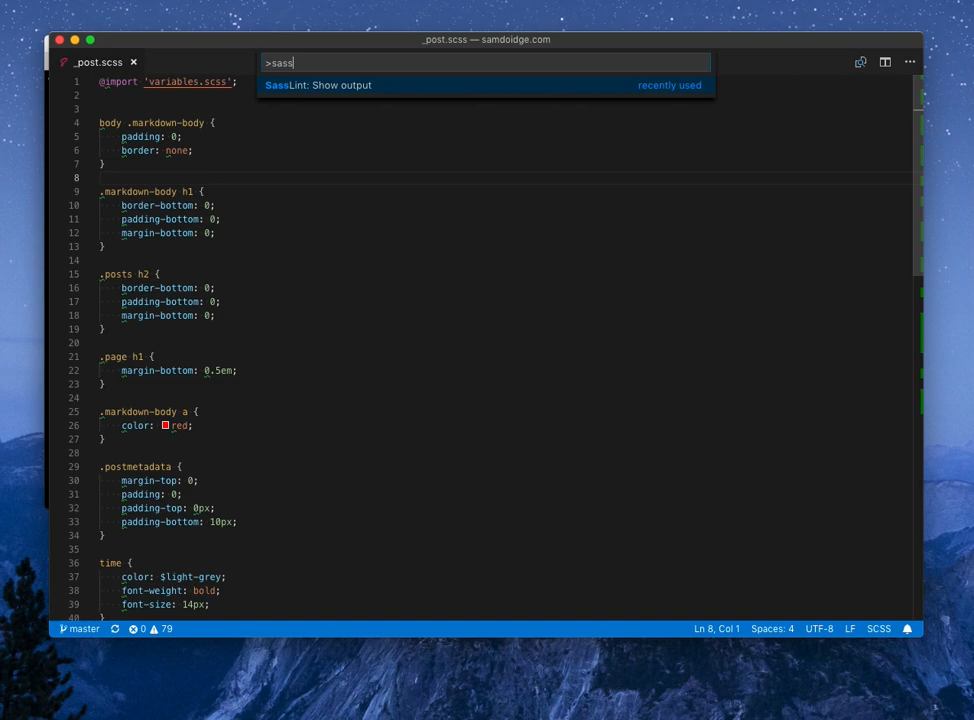 _post.scss — samdoidge.com
_post.scss ×
>sass
SassLint: Show output recently used
1 @import 'variables.scss';
2
3
4 body .markdown-body {
5 padding: 0;
6 border: none;
7 }
8
9 .markdown-body h1 {
10 border-bottom: 0;
11 padding-bottom: 0;
12 margin-bottom: 0;
13 }
14
15 .posts h2 {
16 border-bottom: 0;
17 padding-bottom: 0;
18 margin-bottom: 0;
19 }
20
21 .page h1 {
22 margin-bottom: 0.5em;
23 }
24
25 .markdown-body a {
26 color: red;
27 }
28
29 .postmetadata {
30 margin-top: 0;
31 padding: 0;
32 padding-top: 0px;
33 padding-bottom: 10px;
34 }
35
36 time {
37 color: $light-grey;
38 font-weight: bold;
39 font-size: 14px;
40 }
master 0 79 Ln 8, Col 1 Spaces: 4 UTF-8 LF SCSS